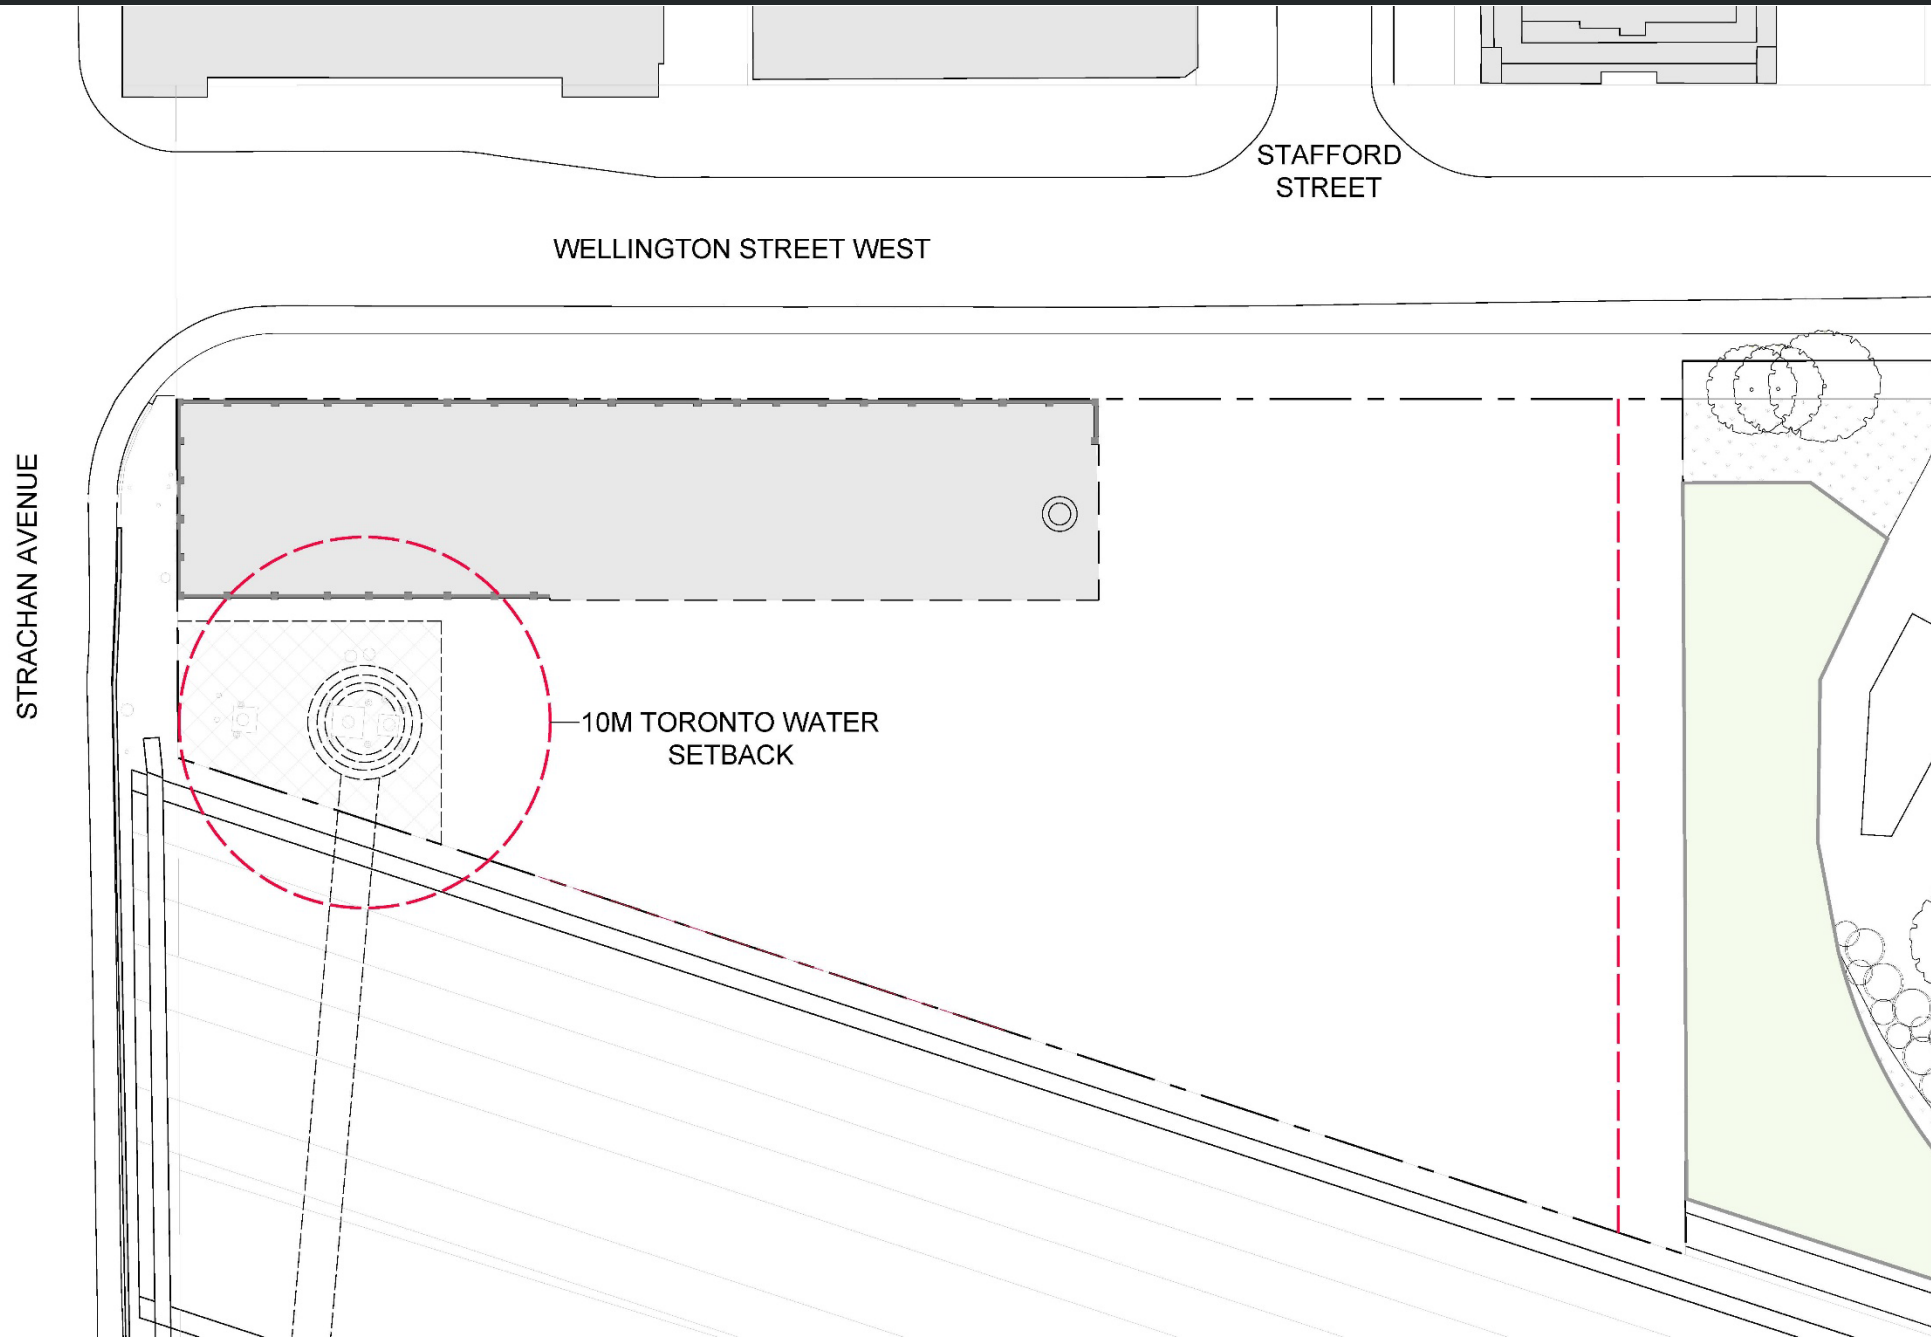 STAFFORD
STREET
WELLINGTON STREET WEST
STRACHAN AVENUE
10M TORONTO WATER
SETBACK